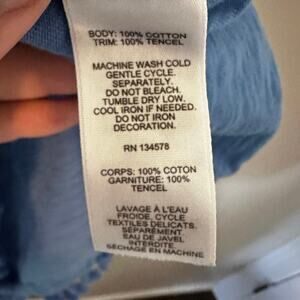 BODY: 100% COTTON
TRIM: 100% TENCEL
MACHINE WASH COLD
GENTLE CYCLE.
SEPARATELY.
DO NOT BLEACH.
TUMBLE DRY LOW.
COOL IRON IF NEEDED.
DO NOT IRON
DECORATION.
RN 134578
CORPS: 100% COTON
GARNITURE: 100%
TENCEL
LAVAGE À L'EAU
FROIDE, CYCLE
TEXTILES DELICATS.
SÉPARÉMENT
EAU DE JAVEL
INTERDITE
SÉCHAGE EN MACHINE